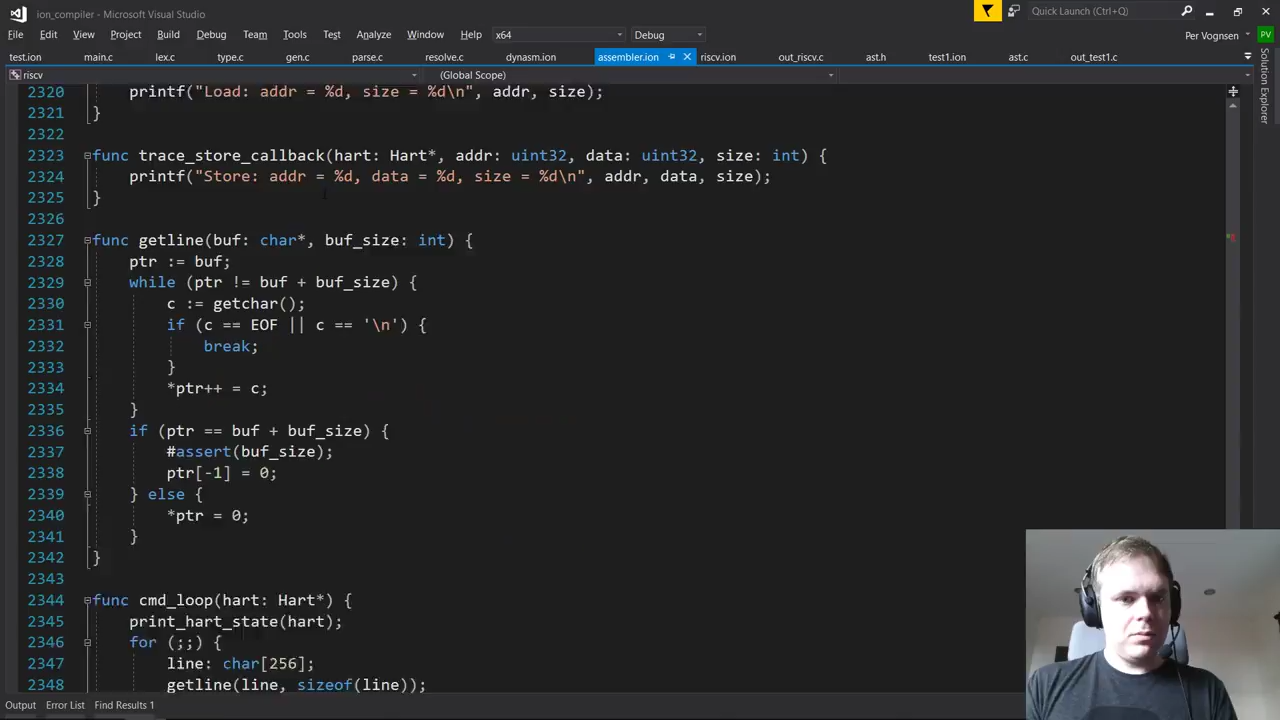 ion_compiler - Microsoft Visual Studio
Quick Launch (Ctrl+Q)
File Edit View Project Build Debug Team Tools Test Analyze Window Help x64 Debug
Per Vognsen PV
test.ion main.c lex.c type.c gen.c parse.c resolve.c dynasm.ion assembler.ion riscv.ion out_riscv.c ast.h test1.ion ast.c out_test1.c
riscv (Global Scope)
Solution Explorer
2320 printf("Load: addr = %d, size = %d\n", addr, size);
2321 }
2322
2323 func trace_store_callback(hart: Hart*, addr: uint32, data: uint32, size: int) {
2324 printf("Store: addr = %d, data = %d, size = %d\n", addr, data, size);
2325 }
2326
2327 func getline(buf: char*, buf_size: int) {
2328 ptr := buf;
2329 while (ptr != buf + buf_size) {
2330 c := getchar();
2331 if (c == EOF || c == '\n') {
2332 break;
2333 }
2334 *ptr++ = c;
2335 }
2336 if (ptr == buf + buf_size) {
2337 #assert(buf_size);
2338 ptr[-1] = 0;
2339 } else {
2340 *ptr = 0;
2341 }
2342 }
2343
2344 func cmd_loop(hart: Hart*) {
2345 print_hart_state(hart);
2346 for (;;) {
2347 line: char[256];
2348 getline(line, sizeof(line));
Output Error List Find Results 1